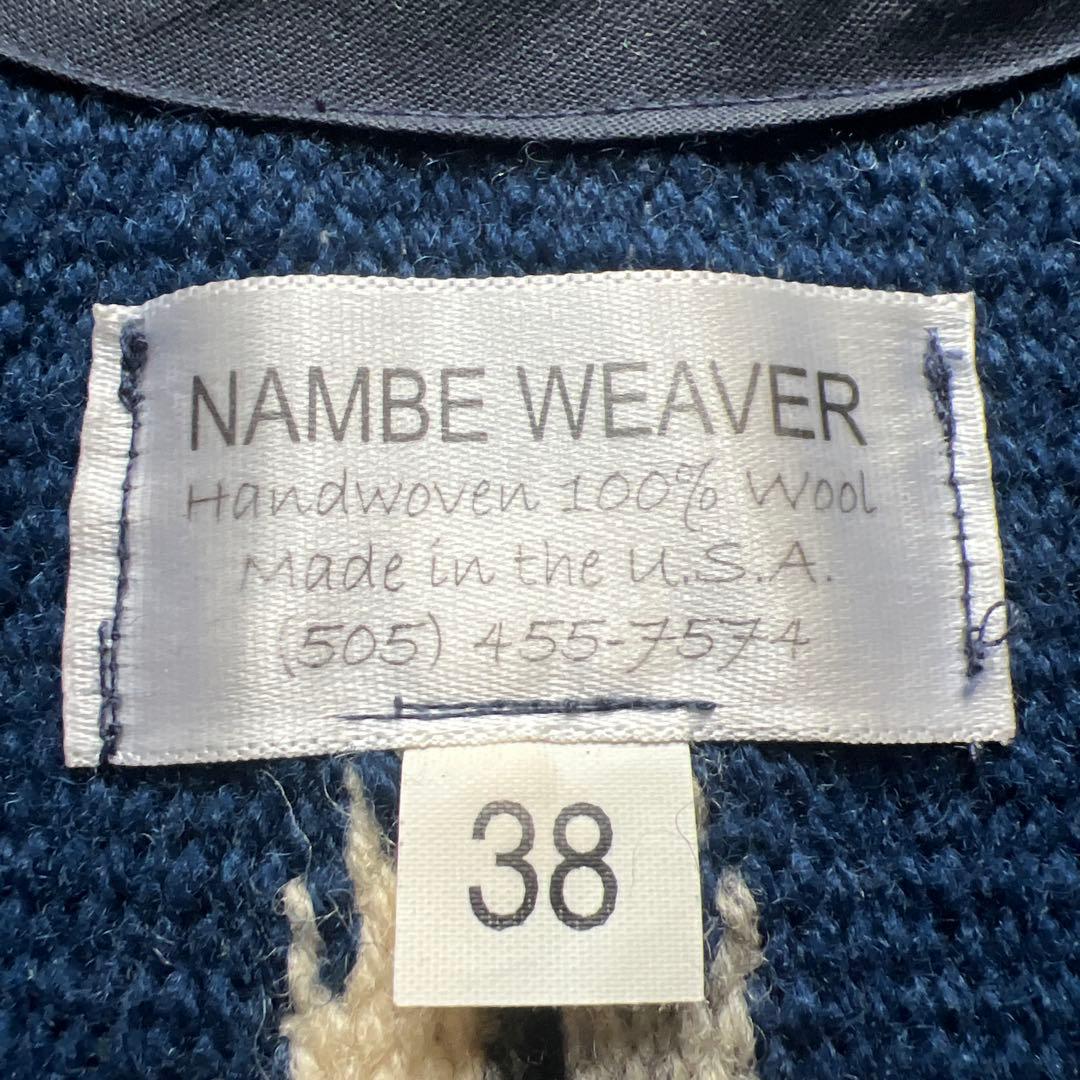 NAMBE WEAVER
Handwoven 100% Wool
Made in the U.S.A.
(505) 455-7574
38